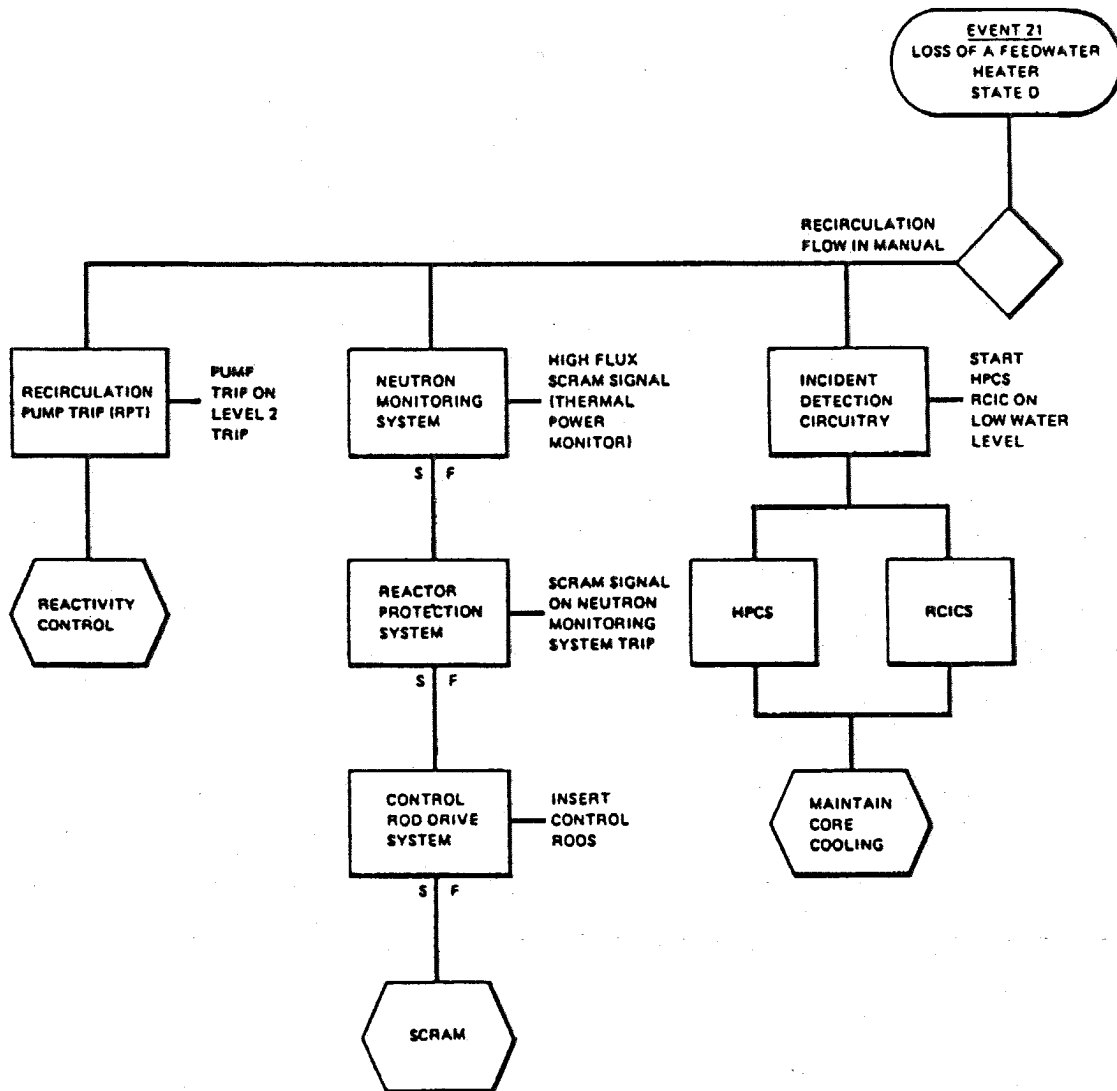 EVENT 21
LOSS OF A FEEDWATER
HEATER
STATE D
RECIRCULATION
FLOW IN MANUAL
RECIRCULATION
PUMP TRIP (RPT)
PUMP
TRIP ON
LEVEL 2
TRIP
NEUTRON
MONITORING
SYSTEM
HIGH FLUX
SCRAM SIGNAL
(THERMAL
POWER
MONITOR)
INCIDENT
DETECTION
CIRCUITRY
START
HPCS
RCIC ON
LOW WATER
LEVEL
S F
REACTIVITY
CONTROL
REACTOR
PROTECTION
SYSTEM
SCRAM SIGNAL
ON NEUTRON
MONITORING
SYSTEM TRIP
HPCS
RCICS
S F
CONTROL
ROD DRIVE
SYSTEM
INSERT
CONTROL
RODS
MAINTAIN
CORE
COOLING
S F
SCRAM